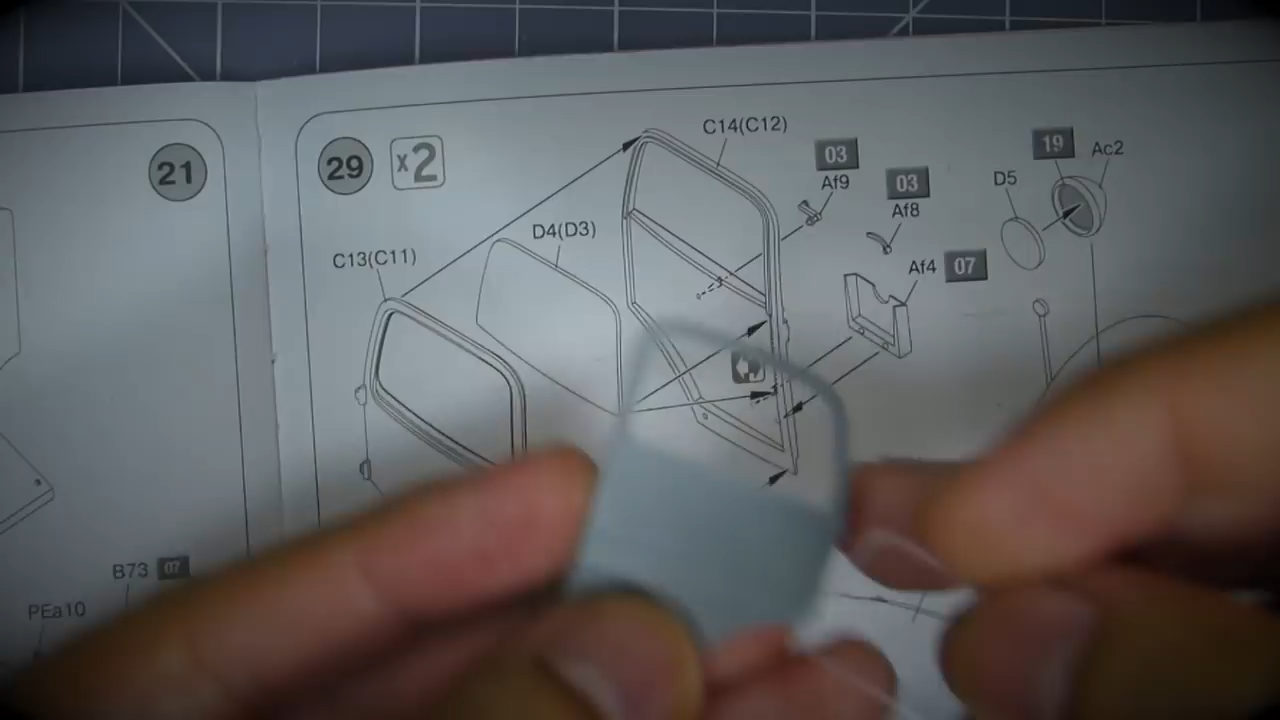 21
29
x2
C14(C12)
03
Af9
03
Af8
19
Ac2
D5
D4(D3)
C13(C11)
Af4
07
B73
07
PEa10